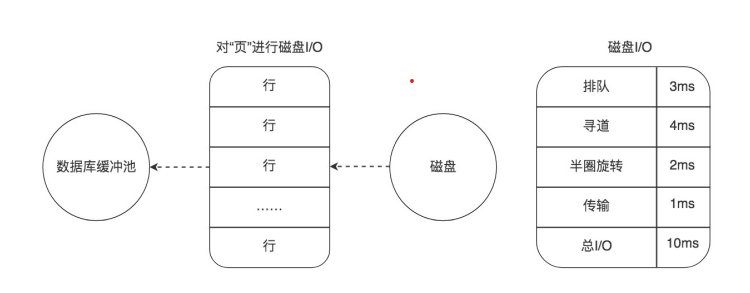 对“页”进行磁盘I/O
行
行
行
……
行
数据库缓冲池
磁盘
磁盘I/O
排队 3ms
寻道 4ms
半圈旋转 2ms
传输 1ms
总I/O 10ms